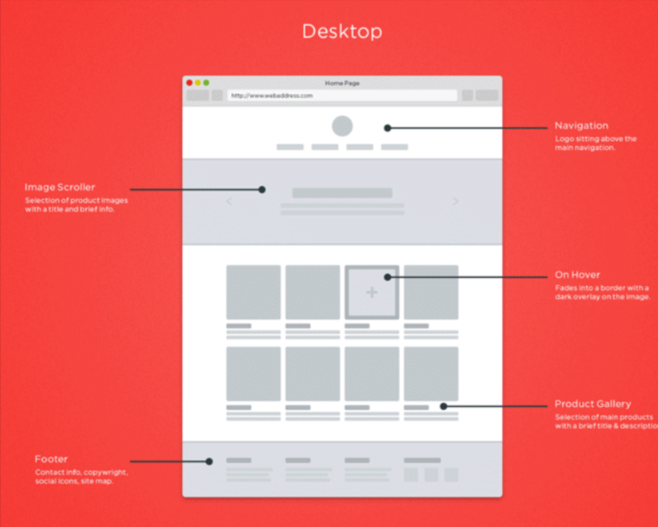 Desktop
Home Page
http://www.webaddress.com
Navigation
Logo sitting above the
main navigation.
Image Scroller
Selection of product images
with a title and brief info.
On Hover
Fades into a border with a
dark overlay on the image.
Product Gallery
Selection of main products
with a brief title & descriptio
Footer
Contact info, copywright,
social icons, site map.